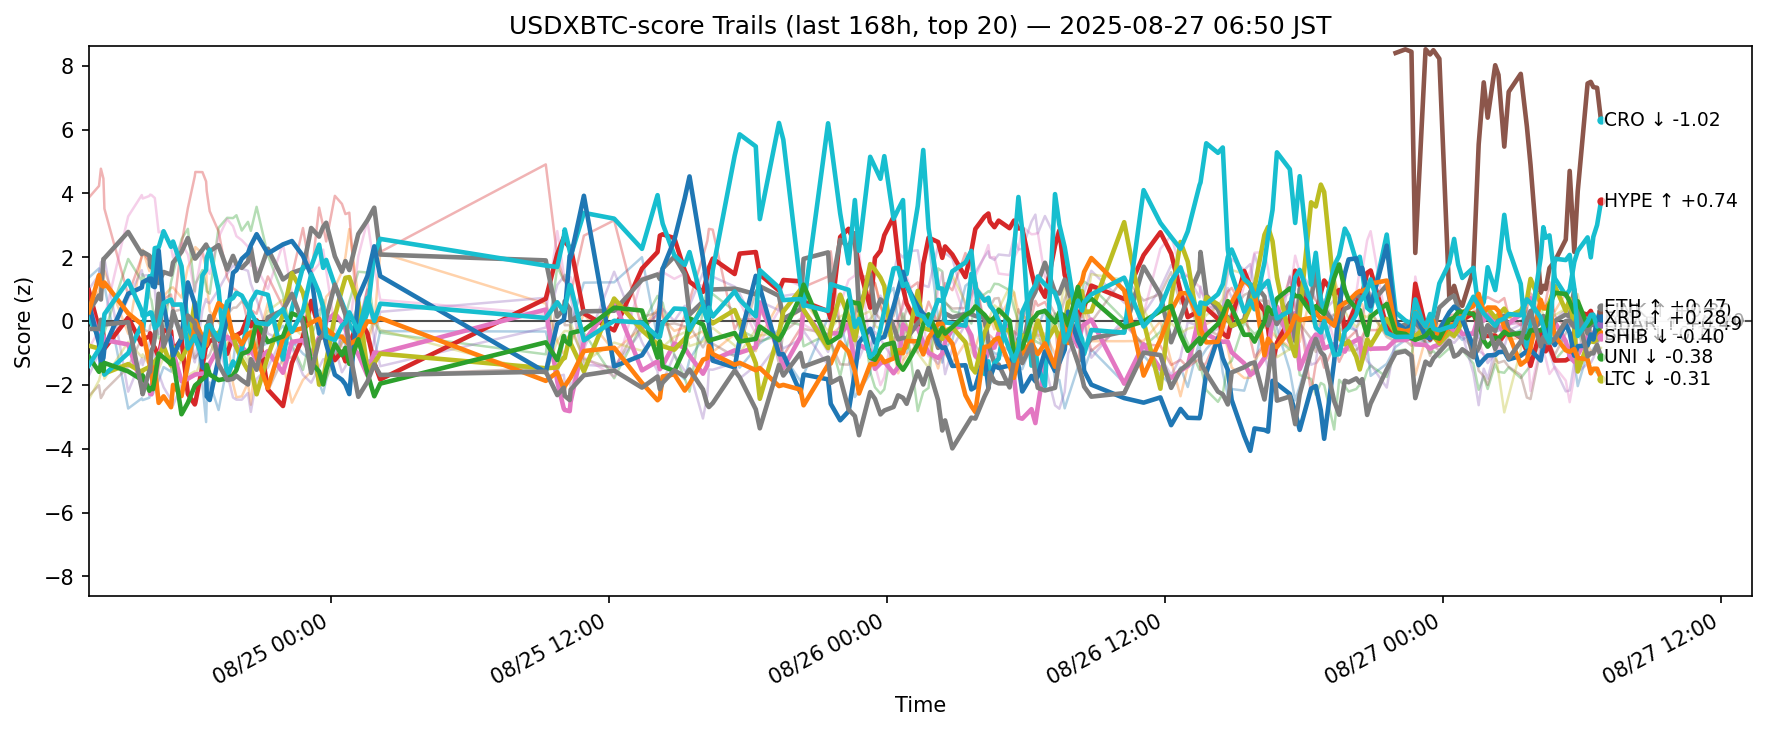 USDXBTC-score Trails (last 168h, top 20) — 2025-08-27 06:50 JST
Score (z)
8
6
4
2
0
−2
−4
−6
−8
CRO ↓ -1.02
HYPE ↑ +0.74
ETH ↑ +0.47
XRP ↑ +0.28
SHIB ↓ -0.40
UNI ↓ -0.38
LTC ↓ -0.31
08/25 00:00
08/25 12:00
08/26 00:00
08/26 12:00
08/27 00:00
08/27 12:00
Time